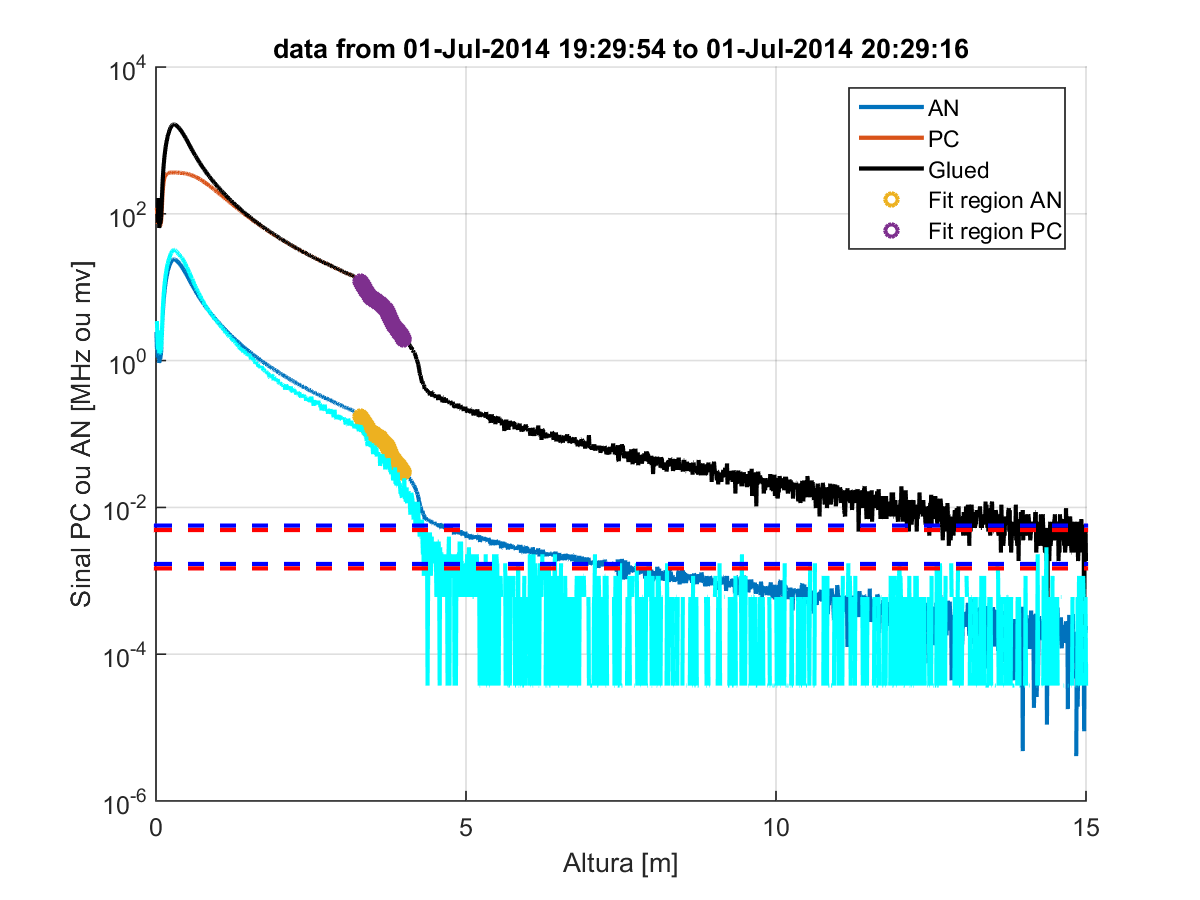 data from 01-Jul-2014 19:29:54 to 01-Jul-2014 20:29:16
AN
PC
Glued
Fit region AN
Fit region PC
Sinal PC ou AN [MHz ou mv]
10^4
10^2
10^0
10^-2
10^-4
10^-6
0 5 10 15
Altura [m]